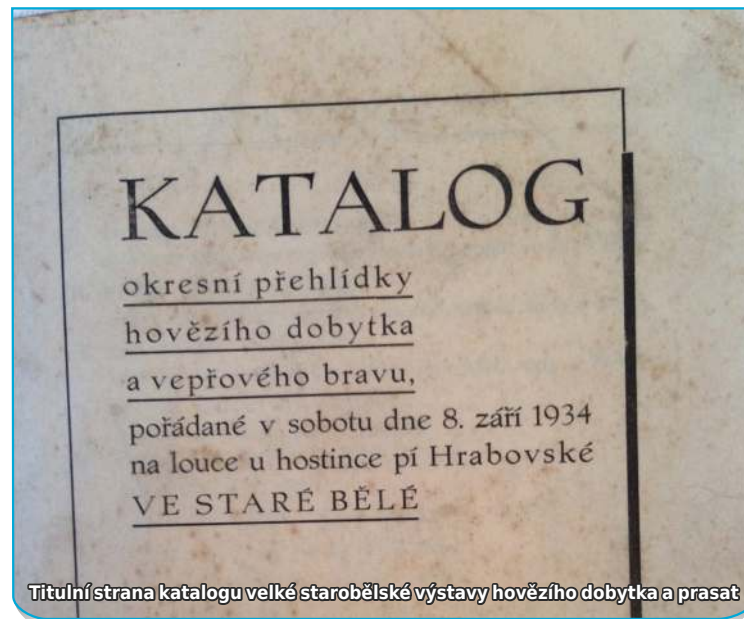 KATALOG
okresní přehlídky
hovězího dobytka
a vepřového bravu,
pořádané v sobotu dne 8. září 1934
na louce u hostince pí Hrabovské
VE STARÉ BĚLÉ
Titulní strana katalogu velké starobělské výstavy hovězího dobytka a prasat